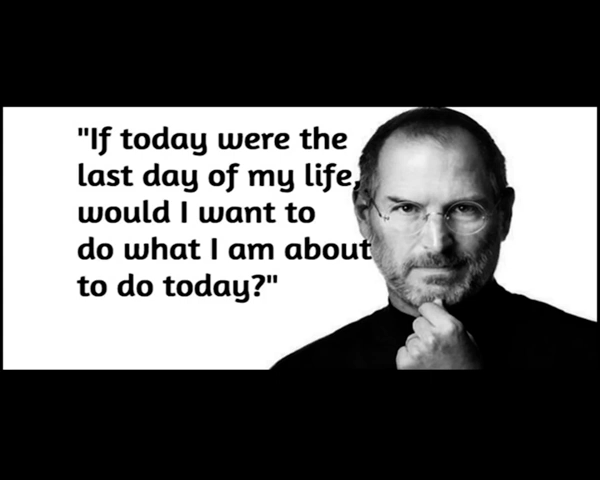 "If today were the
last day of my life,
would I want to
do what I am about
to do today?"